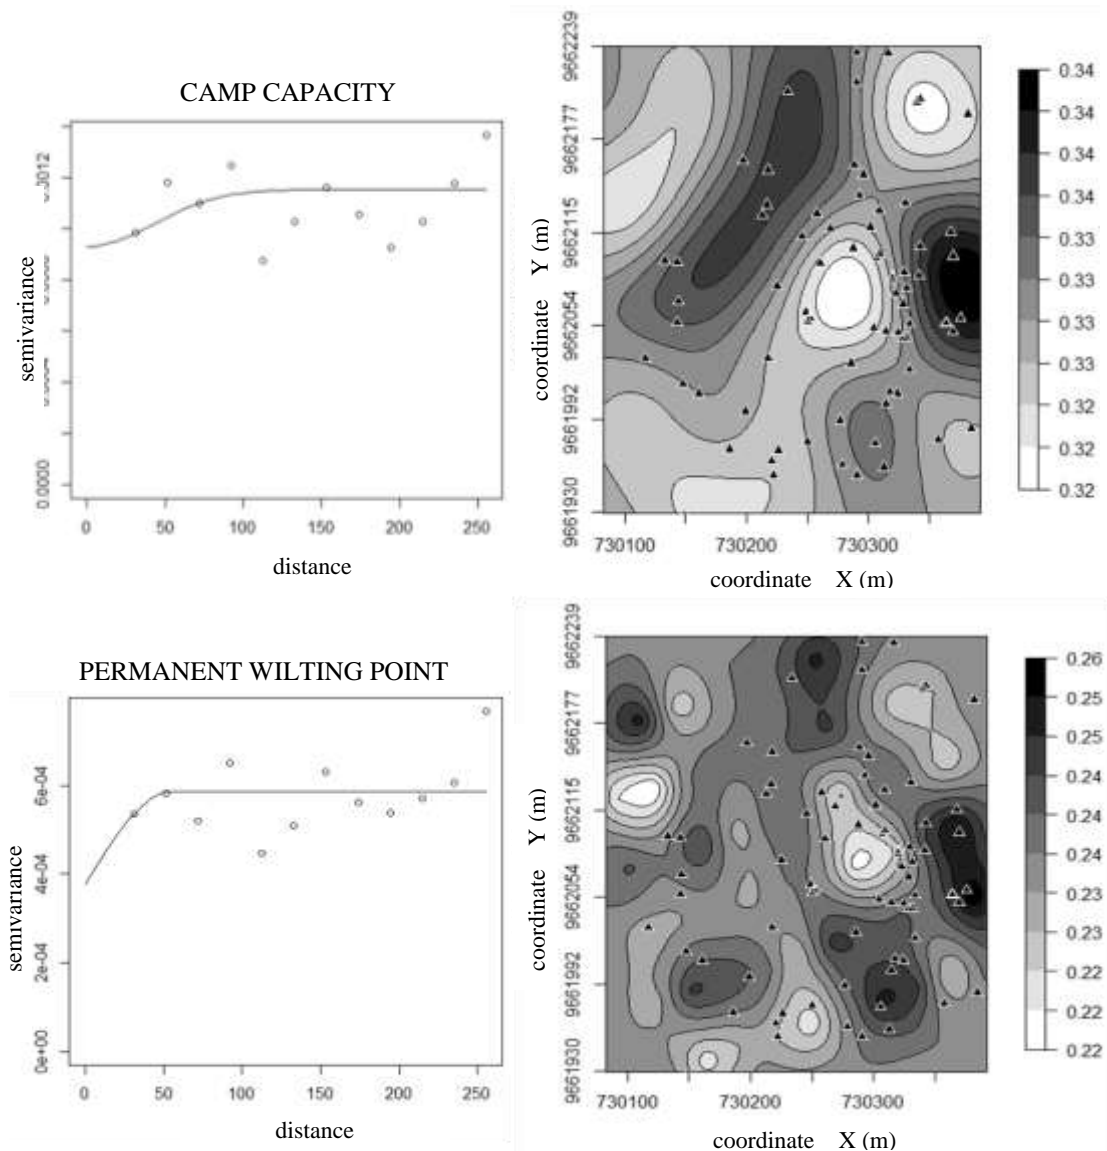 CAMP CAPACITY
semivariance
0.0000
0 50 100 150 200 250
distance
coordinate Y (m)
9661930 9661992 9662054 9662115 9662177 9662239
730100 730200 730300
coordinate X (m)
0.34
0.34
0.34
0.34
0.33
0.33
0.33
0.33
0.32
0.32
0.32
PERMANENT WILTING POINT
semivariance
0e+00 2e-04 4e-04 6e-04
0 50 100 150 200 250
distance
coordinate Y (m)
9661930 9661992 9662054 9662115 9662177 9662239
730100 730200 730300
coordinate X (m)
0.26
0.25
0.25
0.24
0.24
0.24
0.23
0.23
0.22
0.22
0.22